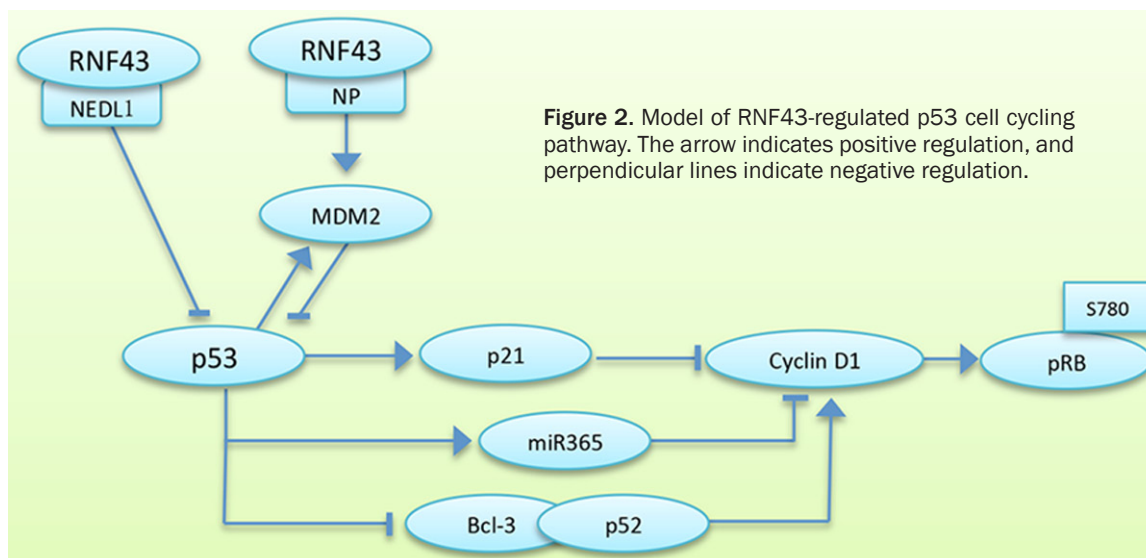 RNF43
NEDL1
RNF43
NP
Figure 2. Model of RNF43-regulated p53 cell cycling
pathway. The arrow indicates positive regulation, and
perpendicular lines indicate negative regulation.
MDM2
S780
p53
p21
Cyclin D1
pRB
miR365
Bcl-3
p52